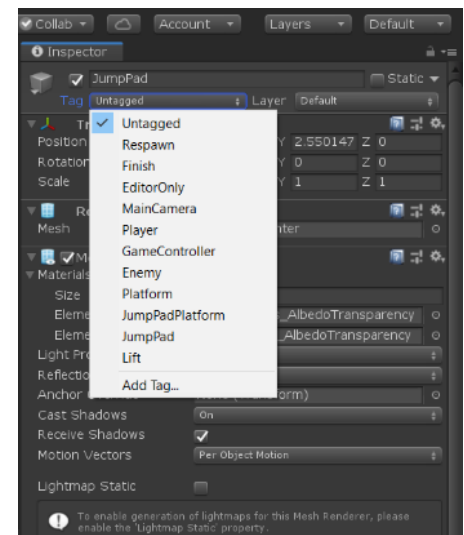 Collab Account Layers Default
Inspector
JumpPad Static
Tag Untagged Layer Default
Untagged
Respawn
Finish
EditorOnly
MainCamera
Player
GameController
Enemy
Platform
JumpPadPlatform
JumpPad
Lift
Add Tag...
Position Y 2.550147 Z 0
Rotation Y 0 Z 0
Scale Y 1 Z 1
Mesh
Materials
Size
_AlbedoTransparency
_AlbedoTransparency
Anchor
Cast Shadows On
Receive Shadows
Motion Vectors Per Object Motion
Lightmap Static
To enable generation of lightmaps for this Mesh Renderer, please
enable the 'Lightmap Static' property.